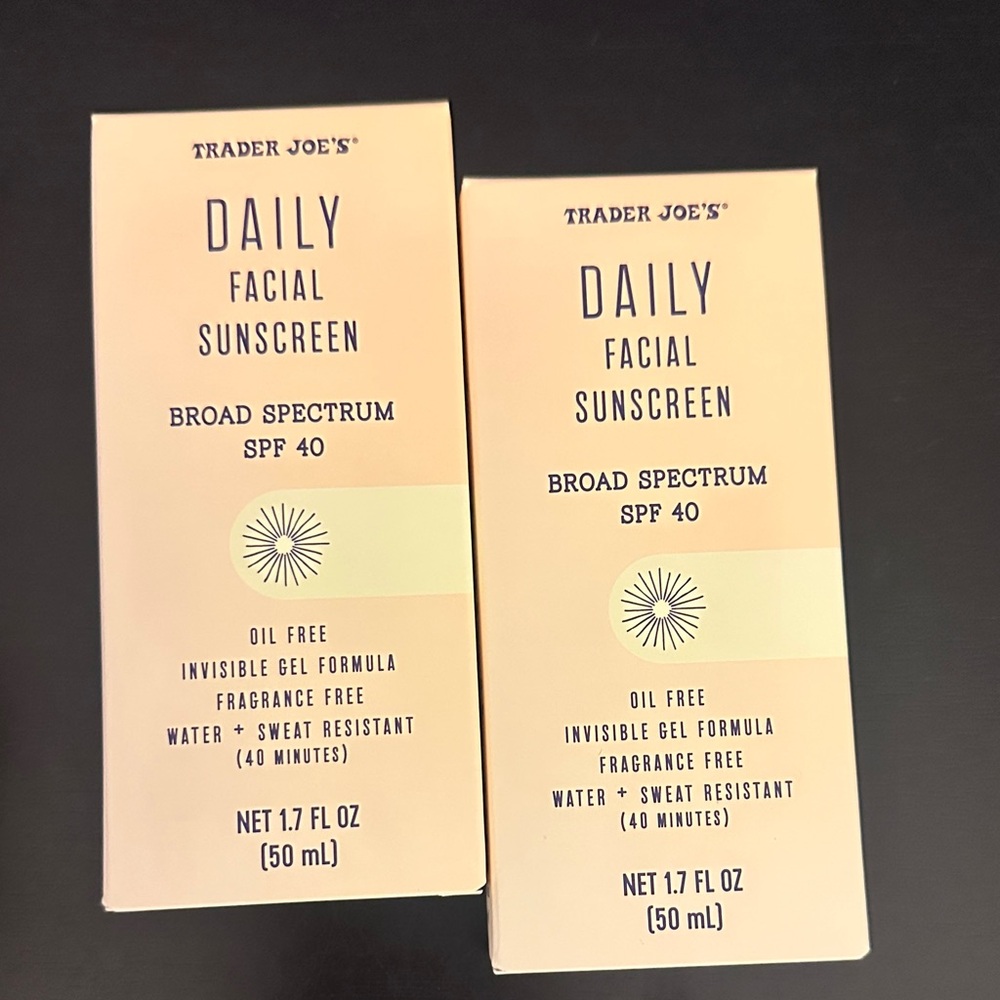 TRADER JOE'S®
DAILY
FACIAL
SUNSCREEN
BROAD SPECTRUM
SPF 40
OIL FREE
INVISIBLE GEL FORMULA
FRAGRANCE FREE
WATER + SWEAT RESISTANT
(40 MINUTES)
NET 1.7 FL OZ
(50 mL)
TRADER JOE'S®
DAILY
FACIAL
SUNSCREEN
BROAD SPECTRUM
SPF 40
OIL FREE
INVISIBLE GEL FORMULA
FRAGRANCE FREE
WATER + SWEAT RESISTANT
(40 MINUTES)
NET 1.7 FL OZ
(50 mL)